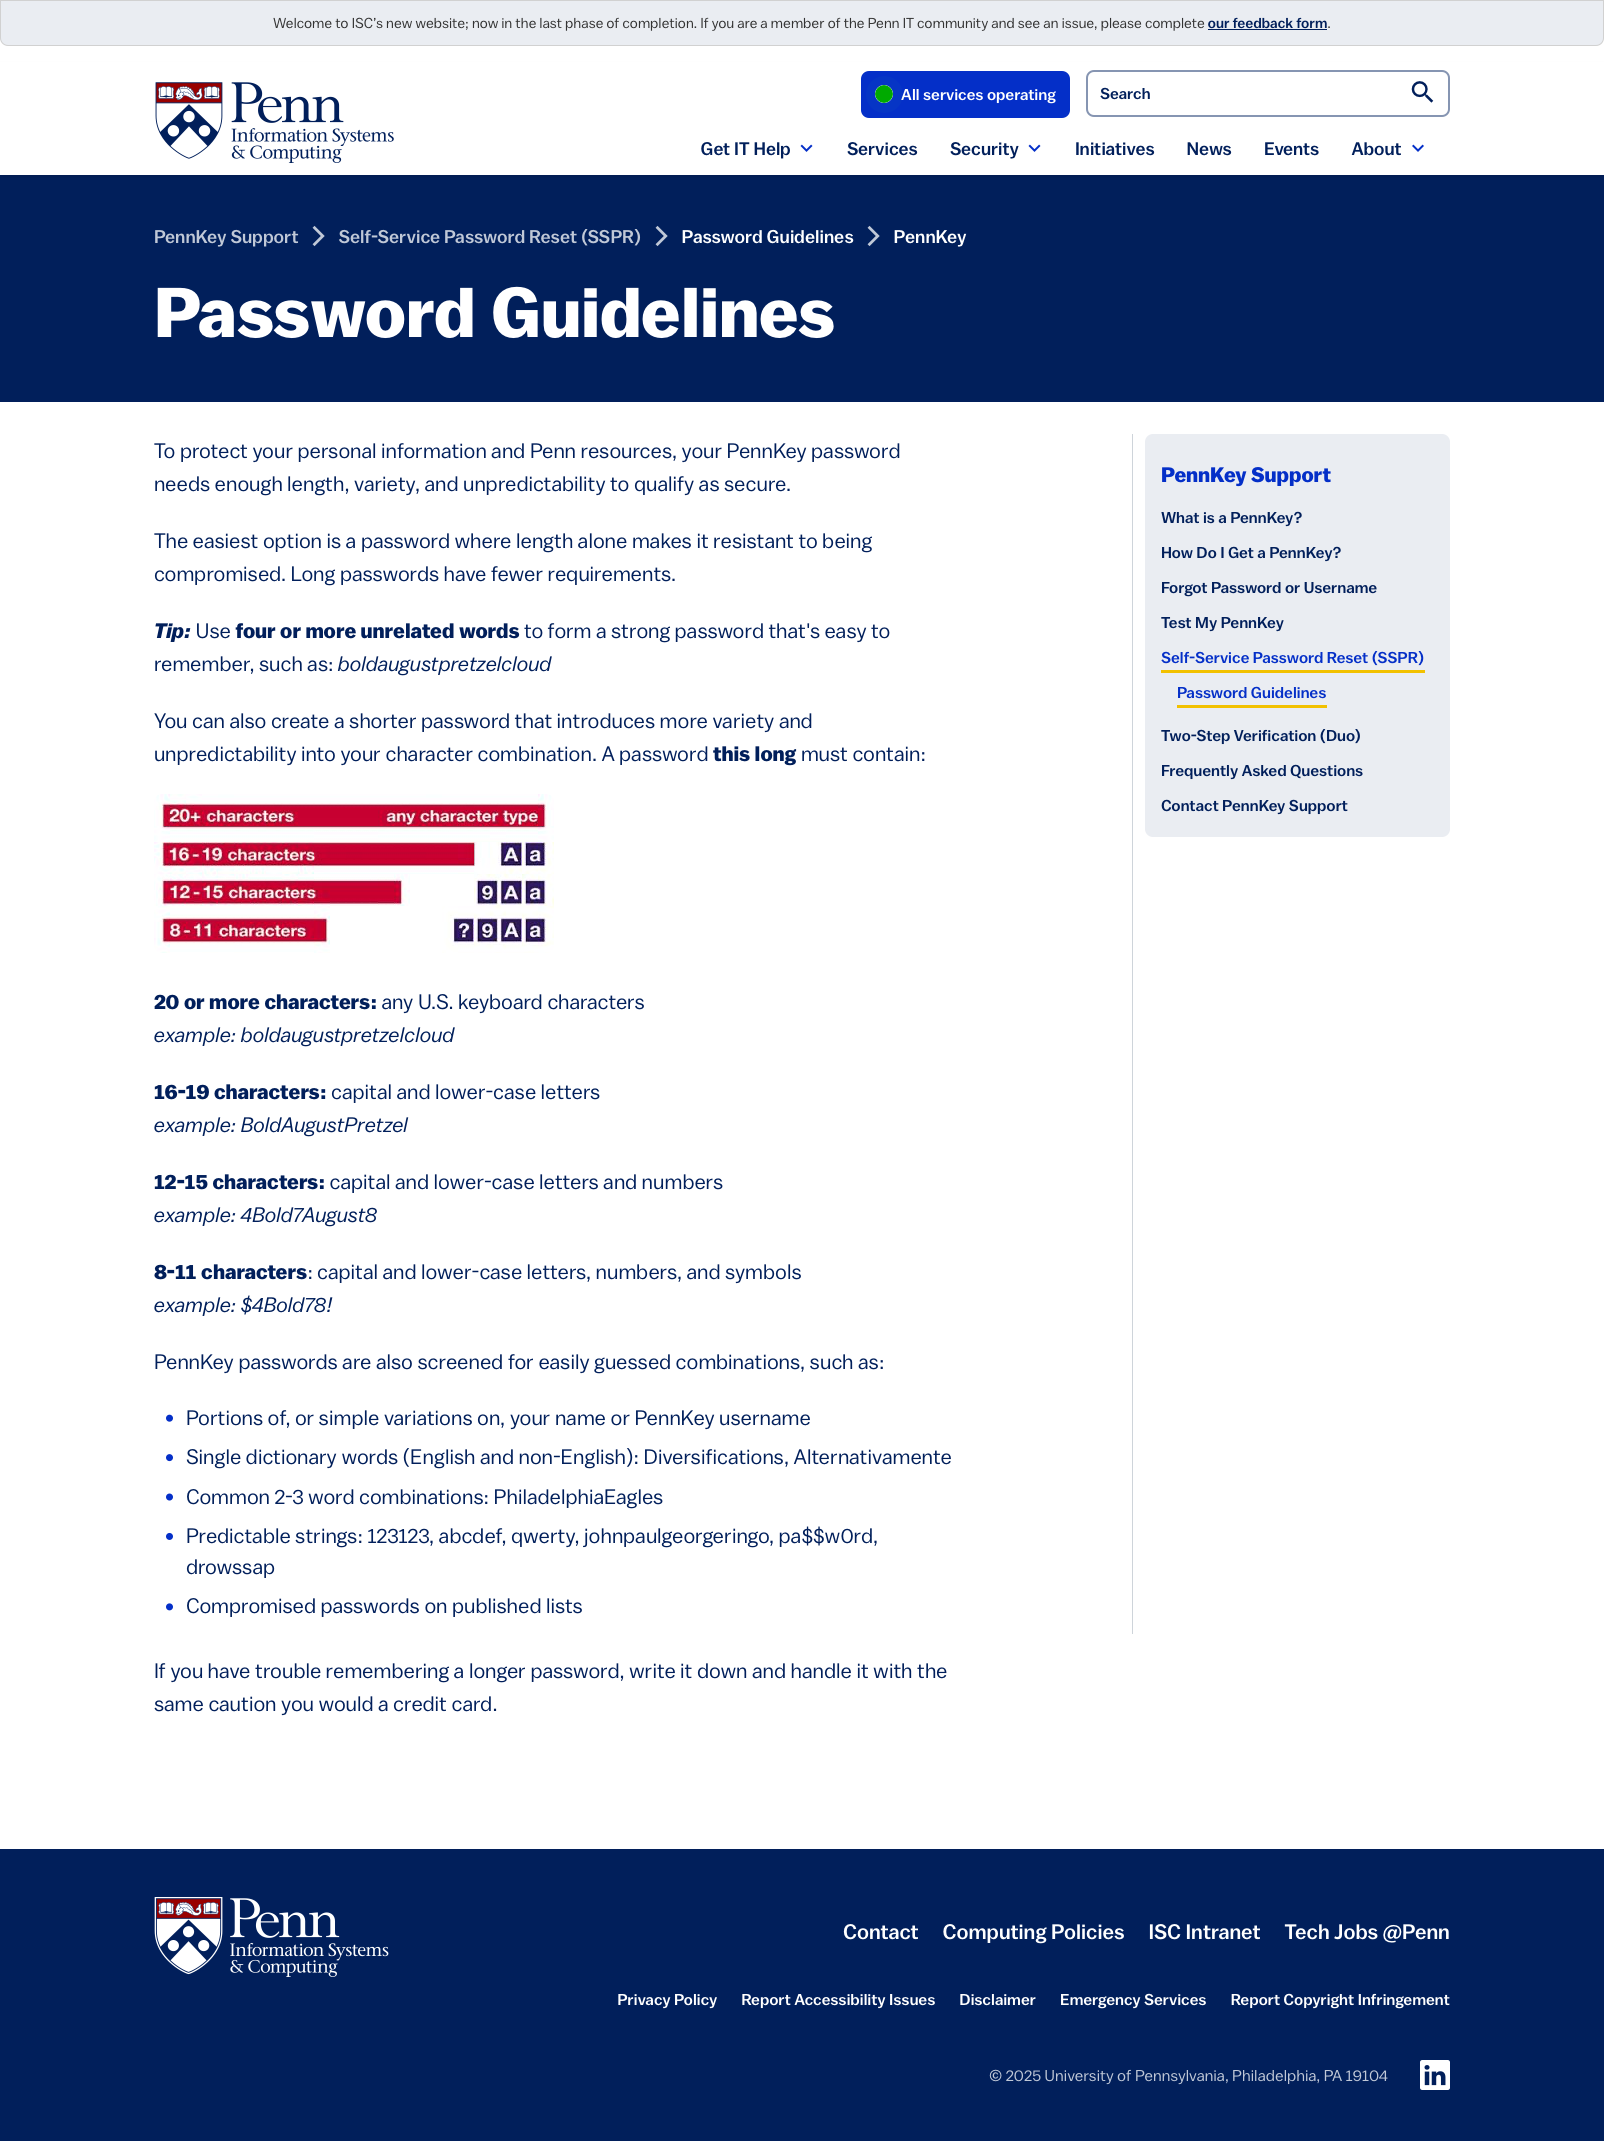 Welcome to ISC's new website; now in the last phase of completion. If you are a member of the Penn IT community and see an issue, please complete our feedback form.
Penn
Information Systems
& Computing
All services operating
Search
Get IT Help
Services
Security
Initiatives
News
Events
About
PennKey Support
Self-Service Password Reset (SSPR)
Password Guidelines
PennKey
Password Guidelines
To protect your personal information and Penn resources, your PennKey password
needs enough length, variety, and unpredictability to qualify as secure.
The easiest option is a password where length alone makes it resistant to being
compromised. Long passwords have fewer requirements.
Tip: Use four or more unrelated words to form a strong password that's easy to
remember, such as: boldaugustpretzelcloud
You can also create a shorter password that introduces more variety and
unpredictability into your character combination. A password this long must contain:
20+ characters any character type
16 - 19 characters A a
12 - 15 characters 9 A a
8 - 11 characters ? 9 A a
20 or more characters: any U.S. keyboard characters
example: boldaugustpretzelcloud
16-19 characters: capital and lower-case letters
example: BoldAugustPretzel
12-15 characters: capital and lower-case letters and numbers
example: 4Bold7August8
8-11 characters: capital and lower-case letters, numbers, and symbols
example: $4Bold78!
PennKey passwords are also screened for easily guessed combinations, such as:
• Portions of, or simple variations on, your name or PennKey username
• Single dictionary words (English and non-English): Diversifications, Alternativamente
• Common 2-3 word combinations: PhiladelphiaEagles
• Predictable strings: 123123, abcdef, qwerty, johnpaulgeorgeringo, pa$$w0rd,
drowssap
• Compromised passwords on published lists
If you have trouble remembering a longer password, write it down and handle it with the
same caution you would a credit card.
PennKey Support
What is a PennKey?
How Do I Get a PennKey?
Forgot Password or Username
Test My PennKey
Self-Service Password Reset (SSPR)
Password Guidelines
Two-Step Verification (Duo)
Frequently Asked Questions
Contact PennKey Support
Penn
Information Systems
& Computing
Contact
Computing Policies
ISC Intranet
Tech Jobs @Penn
Privacy Policy
Report Accessibility Issues
Disclaimer
Emergency Services
Report Copyright Infringement
© 2025 University of Pennsylvania, Philadelphia, PA 19104
in